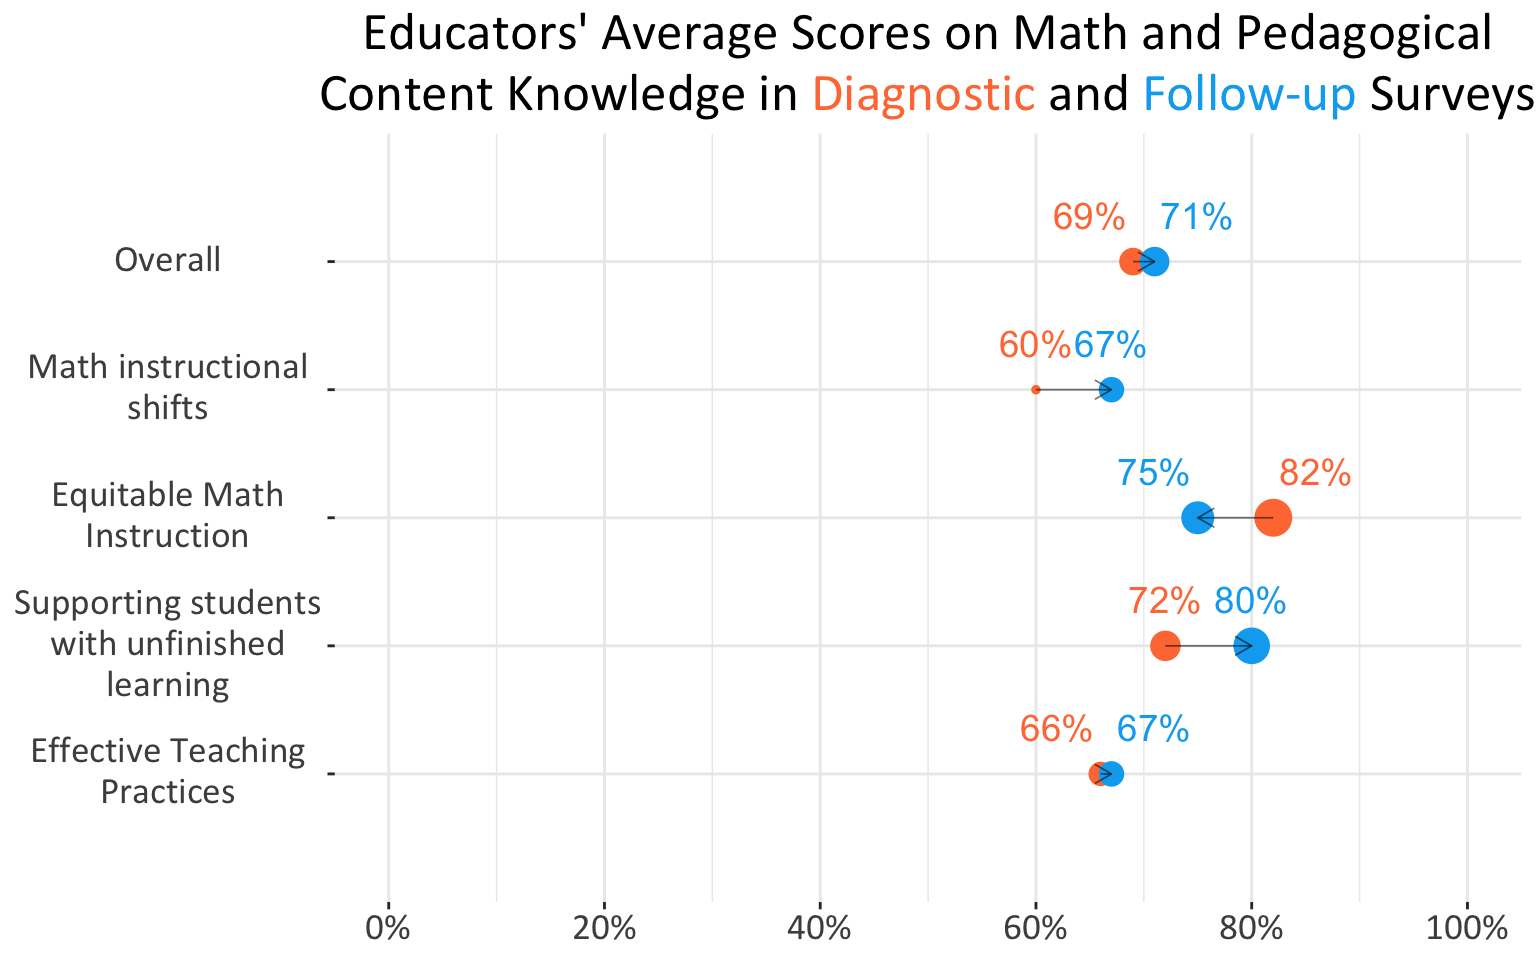 Educators' Average Scores on Math and Pedagogical
Content Knowledge in Diagnostic and Follow-up Surveys
69% 71%
Overall
60% 67%
Math instructional
shifts
75% 82%
Equitable Math
Instruction
72% 80%
Supporting students
with unfinished
learning
66% 67%
Effective Teaching
Practices
0% 20% 40% 60% 80% 100%